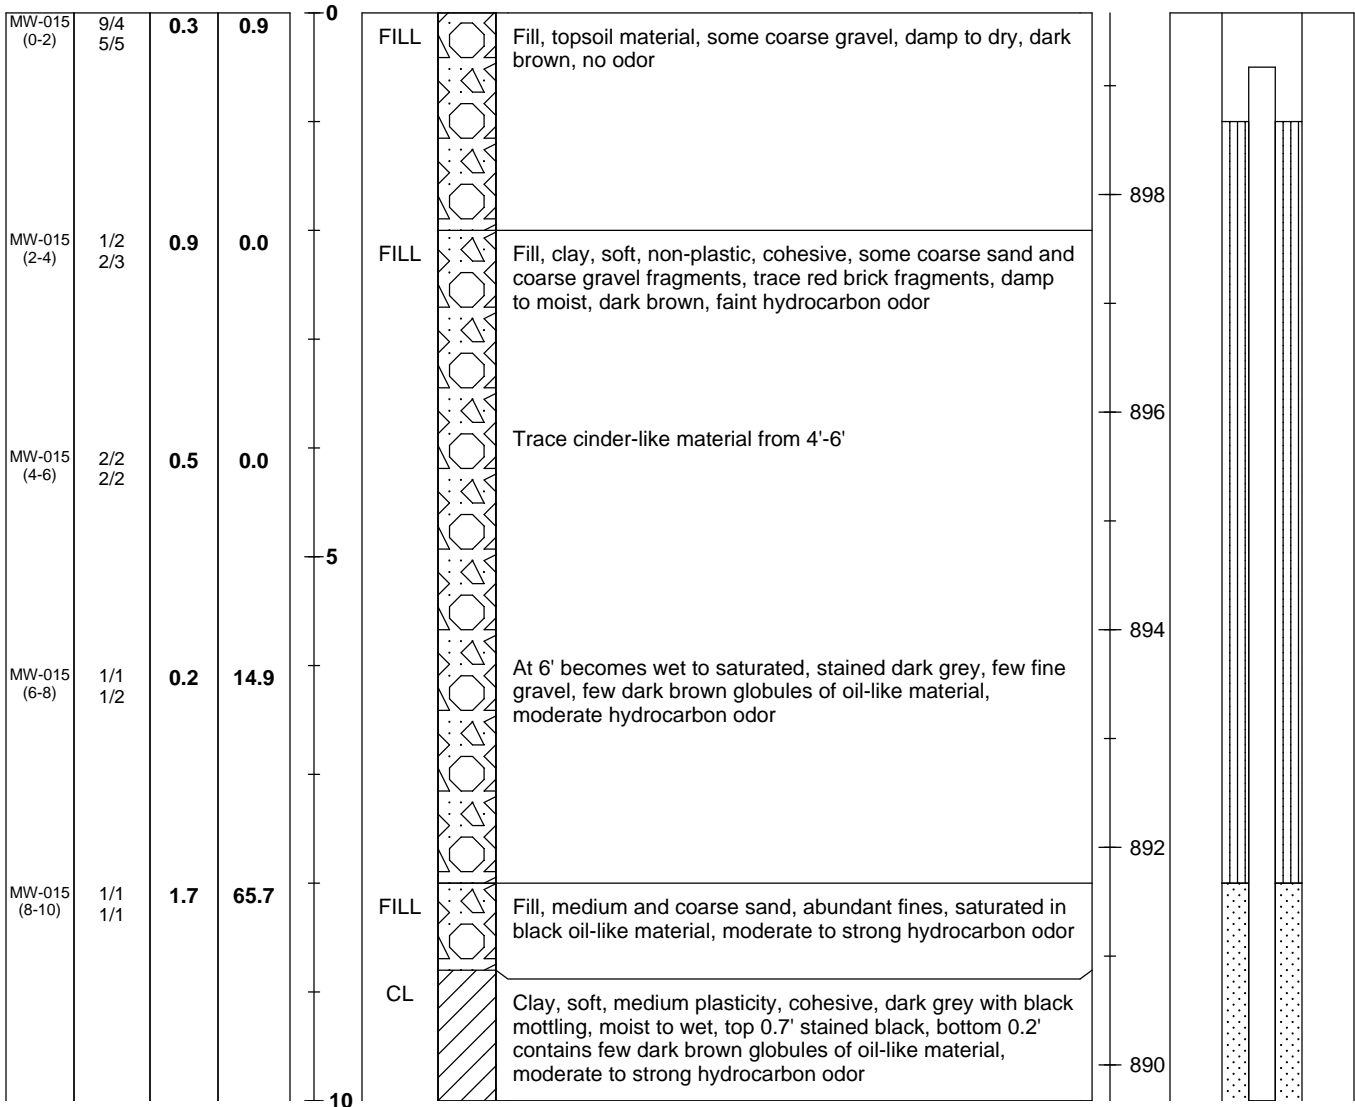 MW-015 (0-2) 9/4 5/5 0.3 0.9
0
FILL
Fill, topsoil material, some coarse gravel, damp to dry, dark
brown, no odor
898
MW-015 (2-4) 1/2 2/3 0.9 0.0
FILL
Fill, clay, soft, non-plastic, cohesive, some coarse sand and
coarse gravel fragments, trace red brick fragments, damp
to moist, dark brown, faint hydrocarbon odor
896
Trace cinder-like material from 4'-6'
MW-015 (4-6) 2/2 2/2 0.5 0.0
5
894
MW-015 (6-8) 1/1 1/2 0.2 14.9
At 6' becomes wet to saturated, stained dark grey, few fine
gravel, few dark brown globules of oil-like material,
moderate hydrocarbon odor
892
MW-015 (8-10) 1/1 1/1 1.7 65.7
FILL
Fill, medium and coarse sand, abundant fines, saturated in
black oil-like material, moderate to strong hydrocarbon odor
CL
Clay, soft, medium plasticity, cohesive, dark grey with black
mottling, moist to wet, top 0.7' stained black, bottom 0.2'
contains few dark brown globules of oil-like material,
moderate to strong hydrocarbon odor
890
10